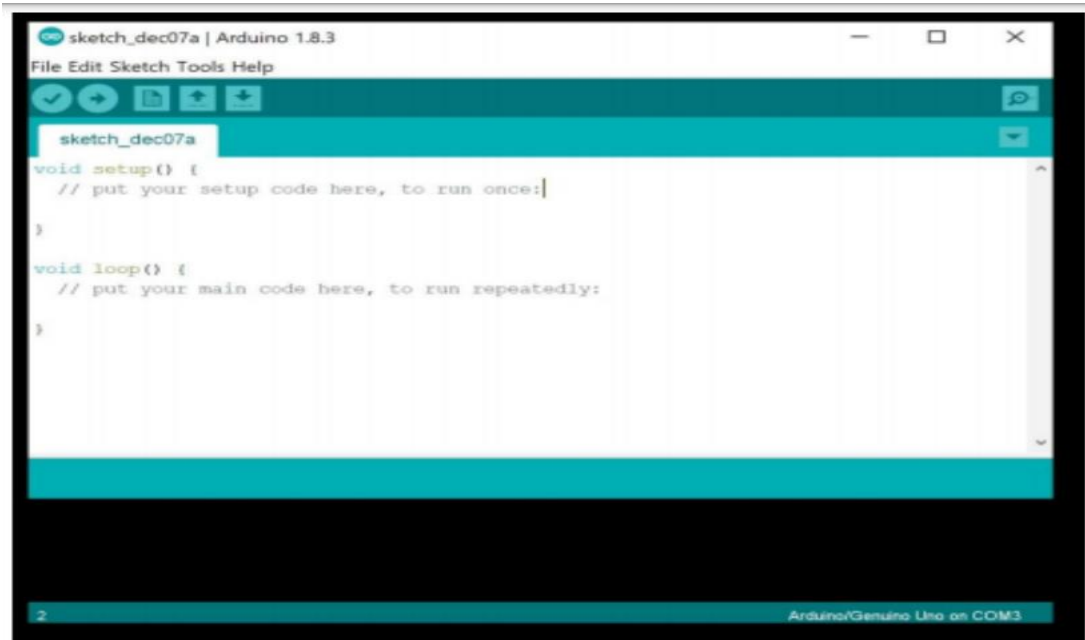 sketch_dec07a | Arduino 1.8.3
File Edit Sketch Tools Help
sketch_dec07a
void setup() {
  // put your setup code here, to run once:

}

void loop() {
  // put your main code here, to run repeatedly:

}
2
Arduino/Genuino Uno on COM3